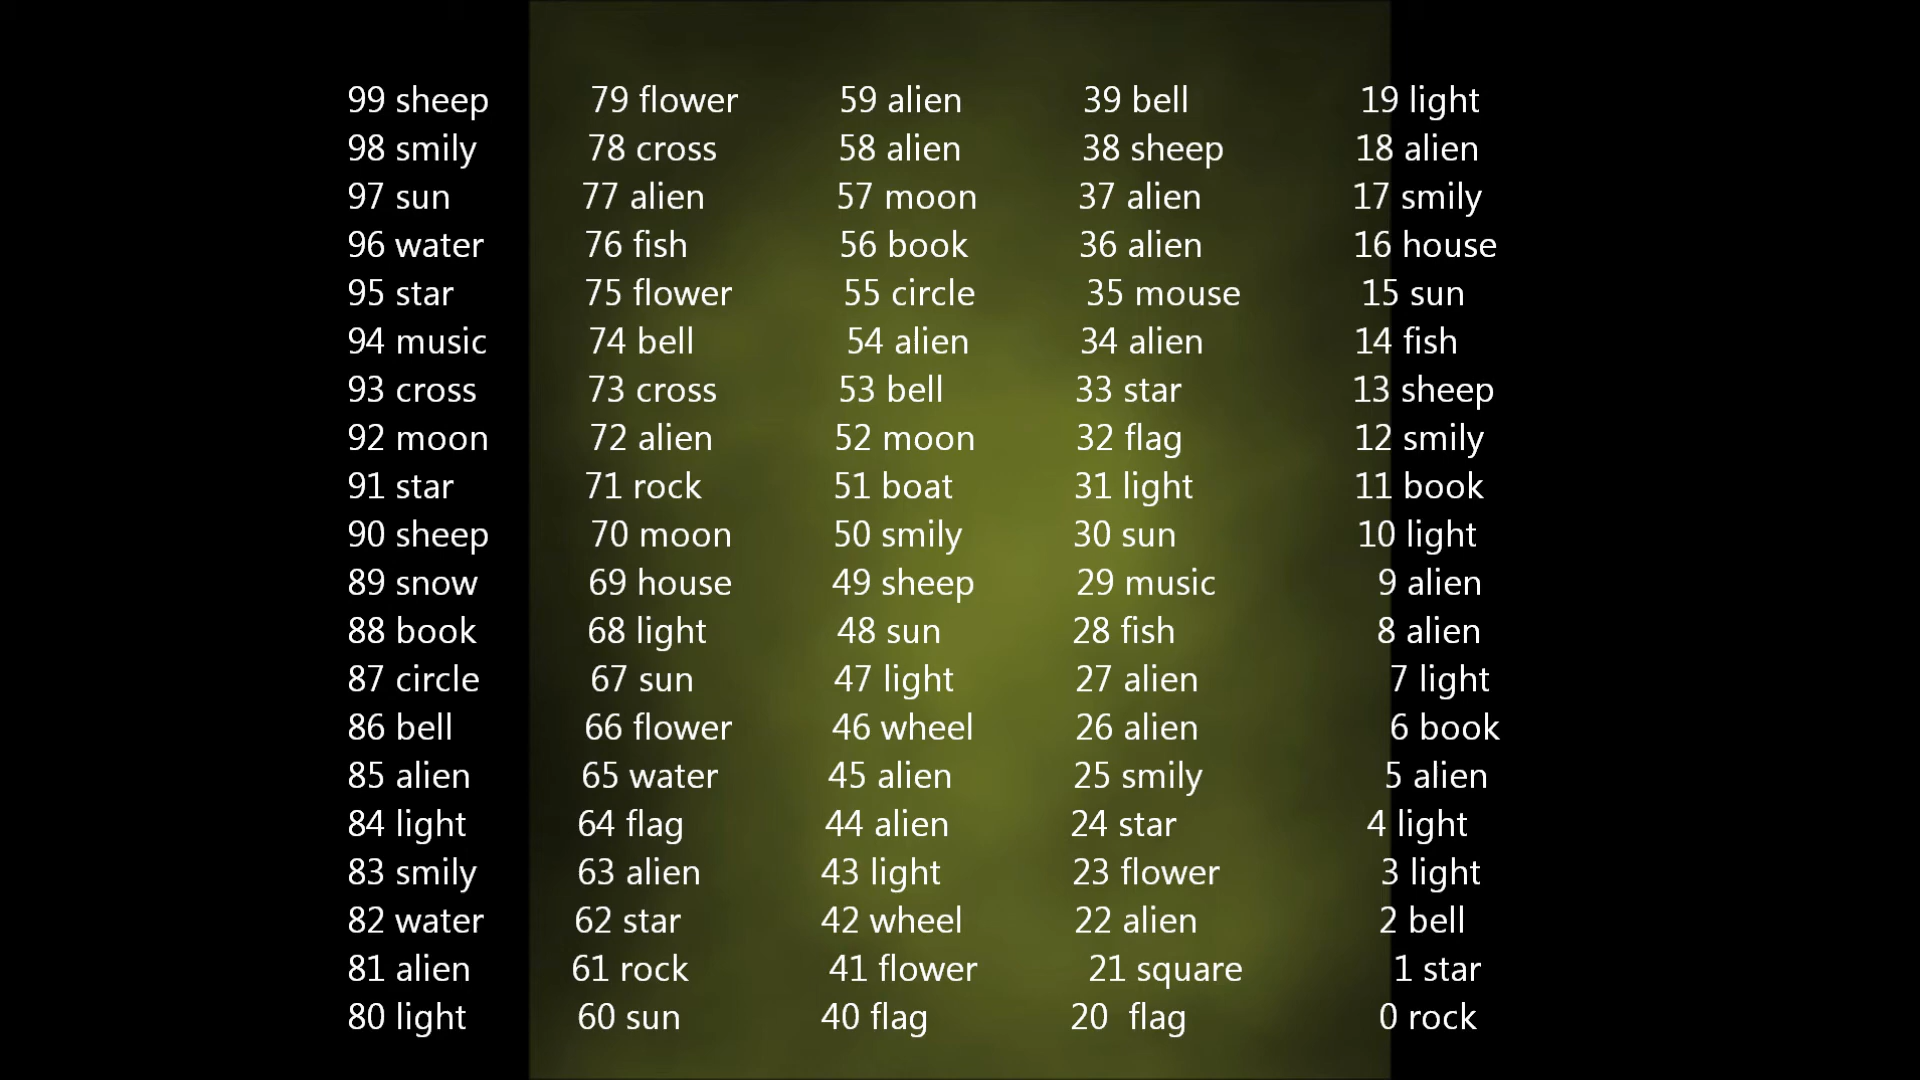 99 sheep 79 flower 59 alien 39 bell 19 light
98 smily 78 cross 58 alien 38 sheep 18 alien
97 sun 77 alien 57 moon 37 alien 17 smily
96 water 76 fish 56 book 36 alien 16 house
95 star 75 flower 55 circle 35 mouse 15 sun
94 music 74 bell 54 alien 34 alien 14 fish
93 cross 73 cross 53 bell 33 star 13 sheep
92 moon 72 alien 52 moon 32 flag 12 smily
91 star 71 rock 51 boat 31 light 11 book
90 sheep 70 moon 50 smily 30 sun 10 light
89 snow 69 house 49 sheep 29 music 9 alien
88 book 68 light 48 sun 28 fish 8 alien
87 circle 67 sun 47 light 27 alien 7 light
86 bell 66 flower 46 wheel 26 alien 6 book
85 alien 65 water 45 alien 25 smily 5 alien
84 light 64 flag 44 alien 24 star 4 light
83 smily 63 alien 43 light 23 flower 3 light
82 water 62 star 42 wheel 22 alien 2 bell
81 alien 61 rock 41 flower 21 square 1 star
80 light 60 sun 40 flag 20 flag 0 rock